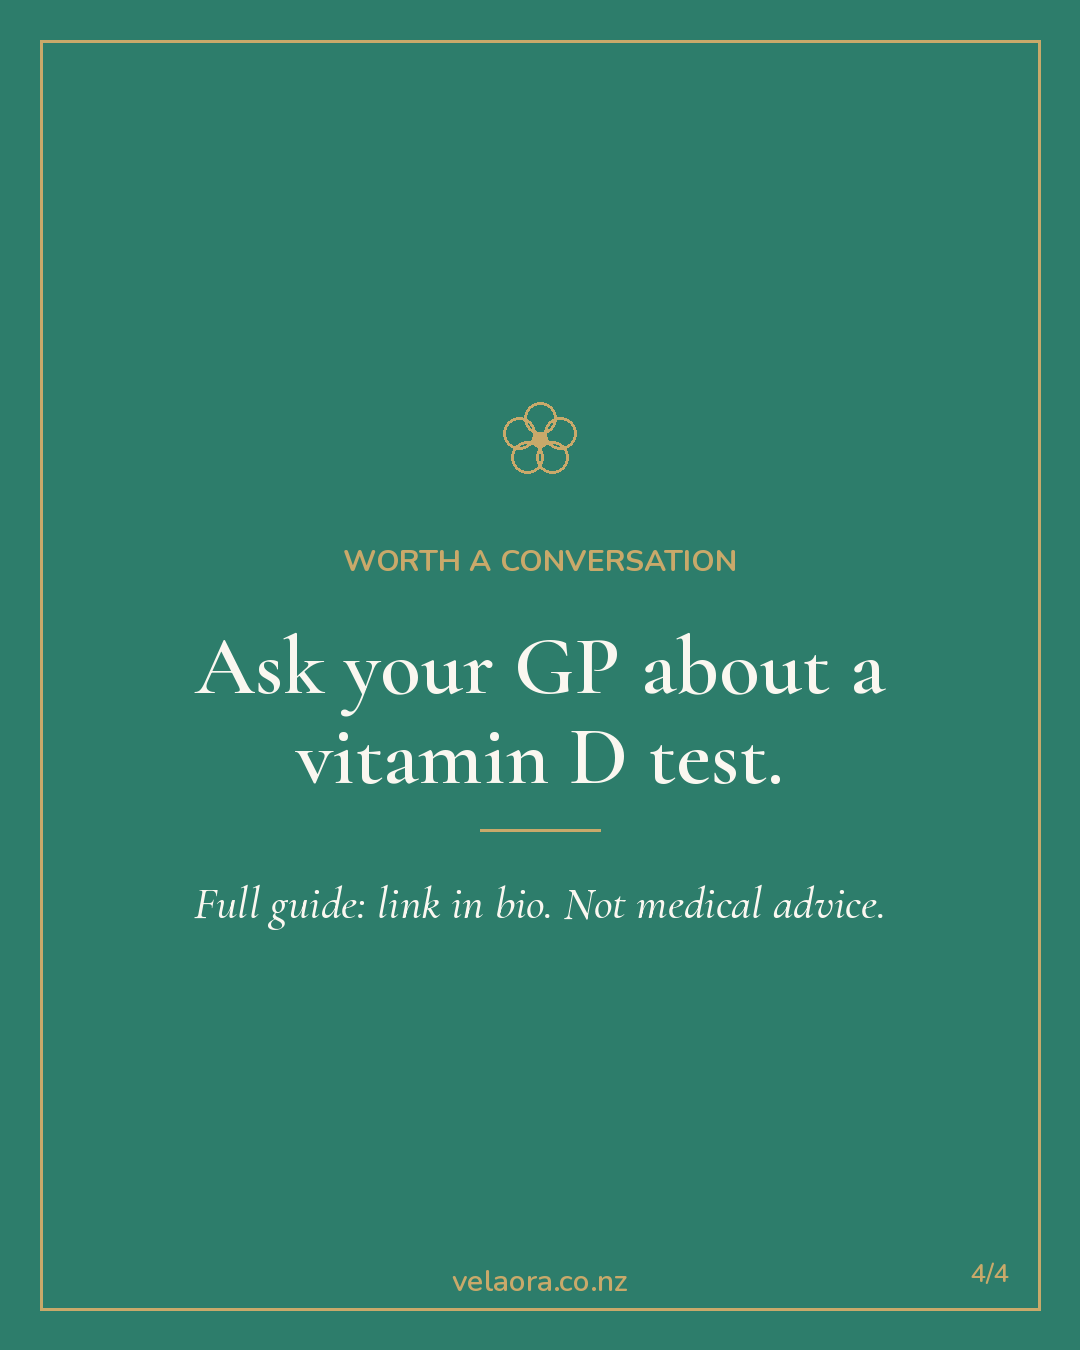 WORTH A CONVERSATION
Ask your GP about a
vitamin D test.
Full guide: link in bio. Not medical advice.
velaora.co.nz
4/4